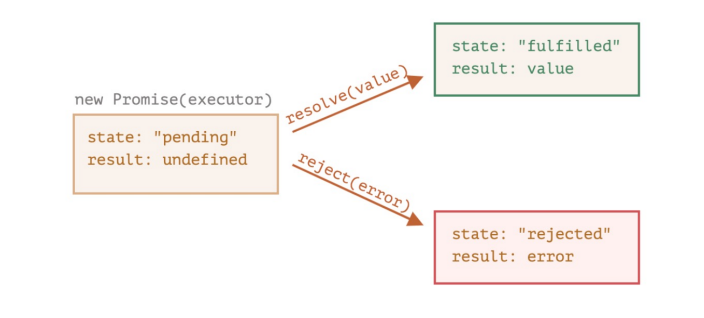 new Promise(executor)
state: "pending"
result: undefined
resolve(value)
reject(error)
state: "fulfilled"
result: value
state: "rejected"
result: error